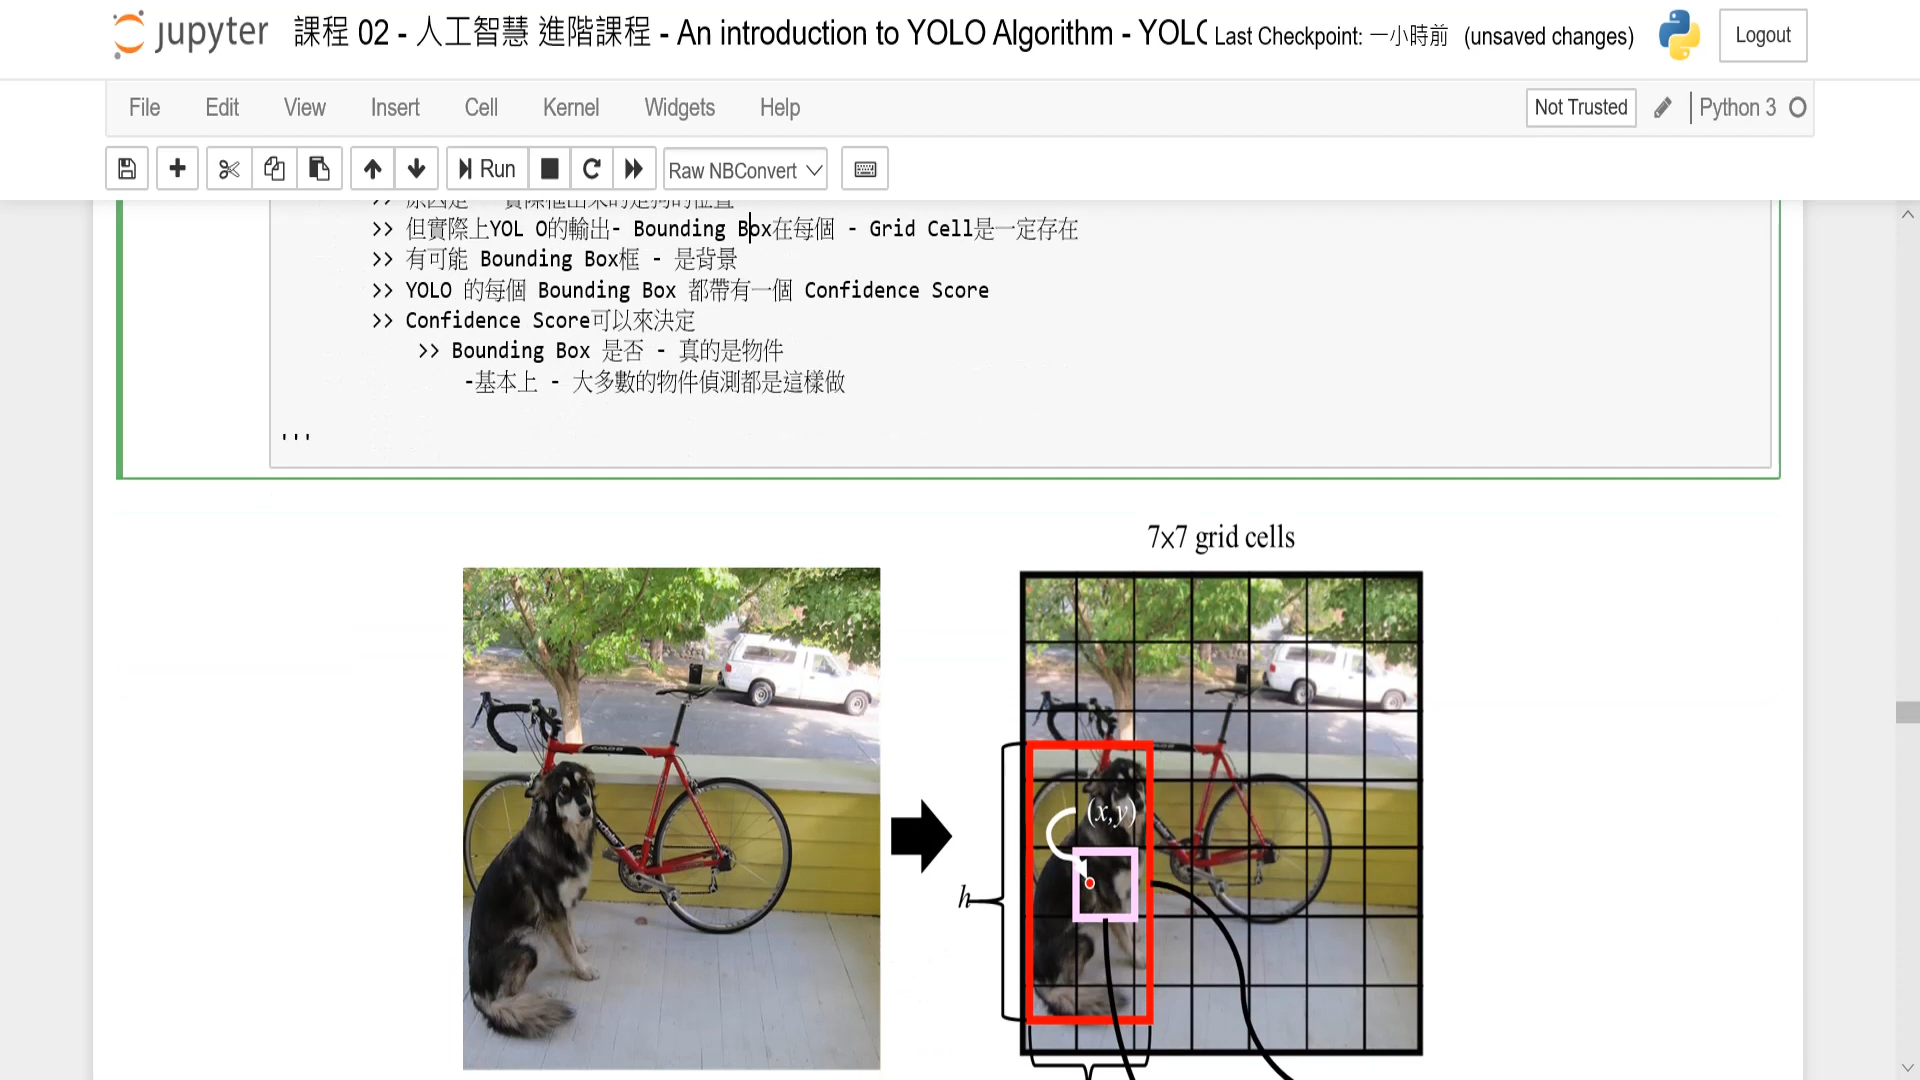 jupyter 課程 02 - 人工智慧 進階課程 - An introduction to YOLO Algorithm - YOLO Last Checkpoint: 一小時前 (unsaved changes) Logout
File Edit View Insert Cell Kernel Widgets Help Not Trusted Python 3
Run Raw NBConvert
>> 但實際上YOL O的輸出- Bounding Box在每個 - Grid Cell是一定存在
>> 有可能 Bounding Box框 - 是背景
>> YOLO 的每個 Bounding Box 都帶有一個 Confidence Score
>> Confidence Score可以來決定
>> Bounding Box 是否 - 真的是物件
-基本上 - 大多數的物件偵測都是這樣做
'''
7×7 grid cells
(x,y)
h